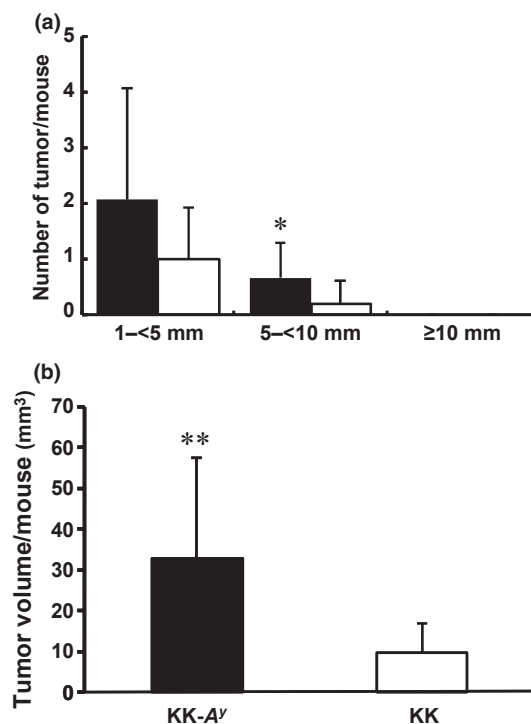 (a)
Number of tumor/mouse
5
4
3
2
1
0
*
1–<5 mm 5–<10 mm ≥10 mm
(b)
Tumor volume/mouse (mm³)
70
60
50
40
30
20
10
0
**
KK-Aʸ KK